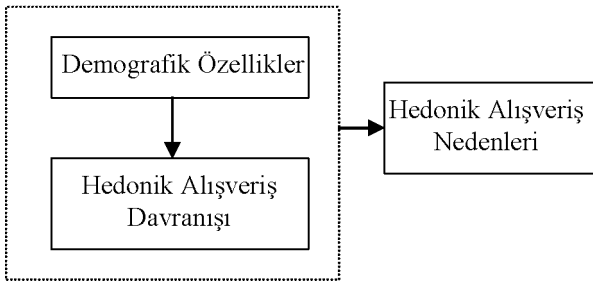 Demografik Özellikler
Hedonik Alışveriş
Davranışı
Hedonik Alışveriş
Nedenleri